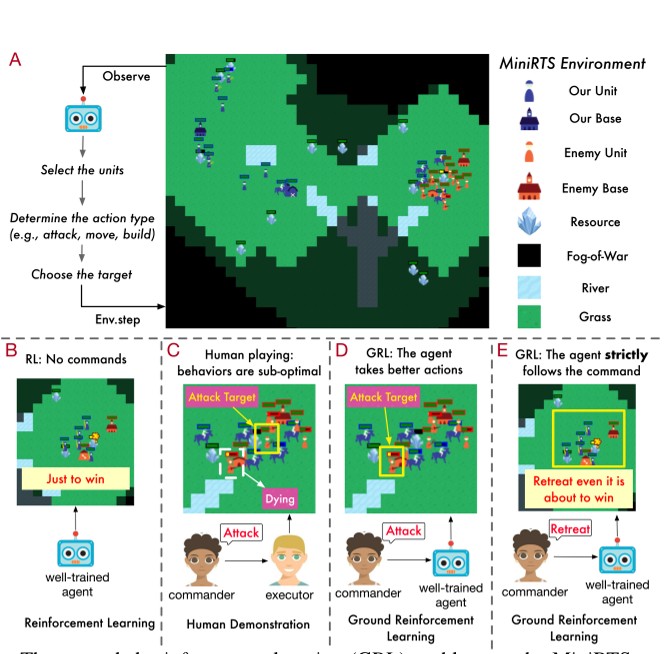 A
Observe
Select the units
Determine the action type
(e.g., attack, move, build)
Choose the target
Env.step
MiniRTS Environment
Our Unit
Our Base
Enemy Unit
Enemy Base
Resource
Fog-of-War
River
Grass
B
RL: No commands
Just to win
well-trained
agent
Reinforcement Learning
C
Human playing:
behaviors are sub-optimal
Attack Target
Dying
Attack
commander
executor
Human Demonstration
D
GRL: The agent
takes better actions
Attack Target
Attack
commander
well-trained
agent
Ground Reinforcement
Learning
E
GRL: The agent strictly
follows the command
Retreat even it is
about to win
Retreat
commander
well-trained
agent
Ground Reinforcement
Learning